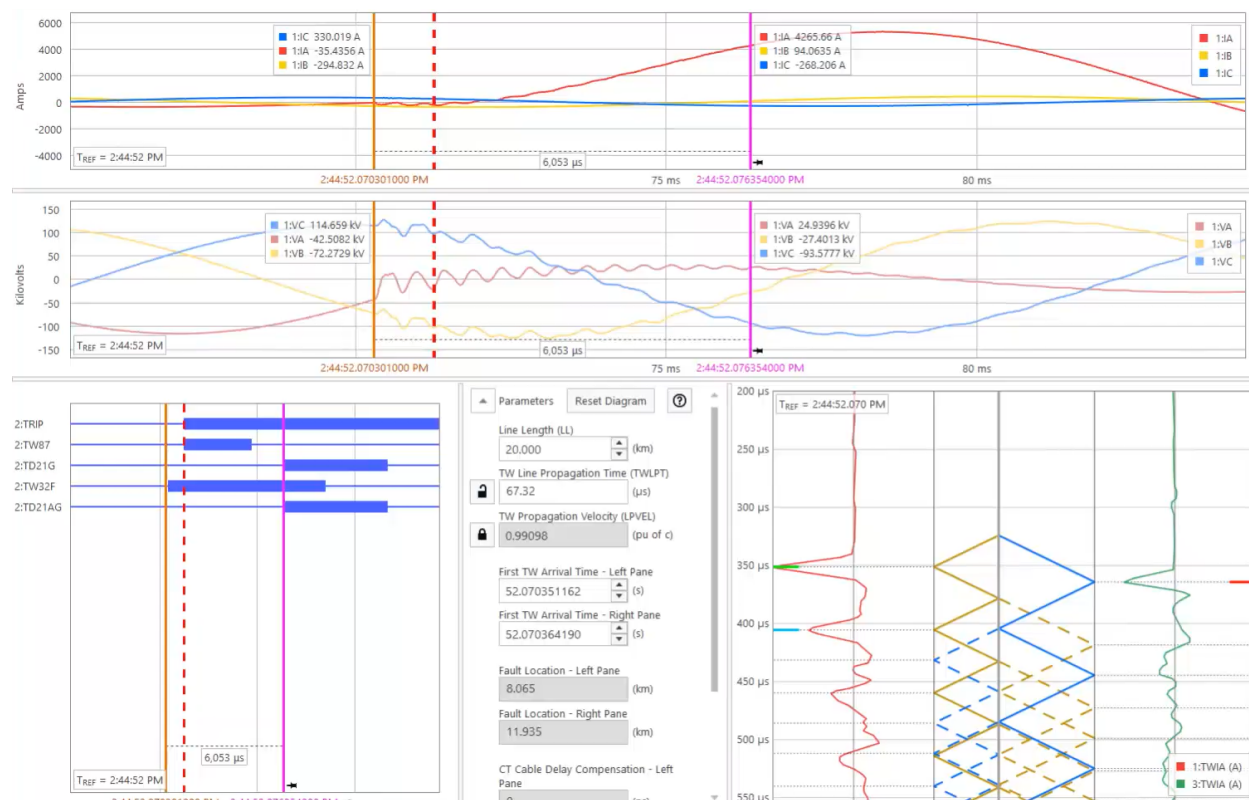 6000
4000
2000
0
-2000
-4000
Amps
1:IC 330.019 A
1:IA -35.4356 A
1:IB -294.832 A
1:IA 4265.66 A
1:IB 94.0635 A
1:IC -268.206 A
1:IA
1:IB
1:IC
TREF = 2:44:52 PM
6,053 µs
2:44:52.070301000 PM
75 ms
2:44:52.076354000 PM
80 ms
150
100
50
0
-50
-100
-150
Kilovolts
1:VC 114.659 kV
1:VA -42.5082 kV
1:VB -72.2729 kV
1:VA 24.9396 kV
1:VB -27.4013 kV
1:VC -93.5777 kV
1:VA
1:VB
1:VC
TREF = 2:44:52 PM
6,053 µs
2:44:52.070301000 PM
75 ms
2:44:52.076354000 PM
80 ms
2:TRIP
2:TW87
2:TD21G
2:TW32F
2:TD21AG
6,053 µs
TREF = 2:44:52 PM
Parameters
Reset Diagram
?
Line Length (LL)
20,000 (km)
TW Line Propagation Time (TWLPT)
67.32 (µs)
TW Propagation Velocity (LPVEL)
0.99098 (pu of c)
First TW Arrival Time - Left Pane
52.070351162 (s)
First TW Arrival Time - Right Pane
52.070364190 (s)
Fault Location - Left Pane
8.065 (km)
Fault Location - Right Pane
11.935 (km)
CT Cable Delay Compensation - Left
Pane
200 µs
250 µs
300 µs
350 µs
400 µs
450 µs
500 µs
550 µs
TREF = 2:44:52.070 PM
1:TWIA (A)
3:TWIA (A)